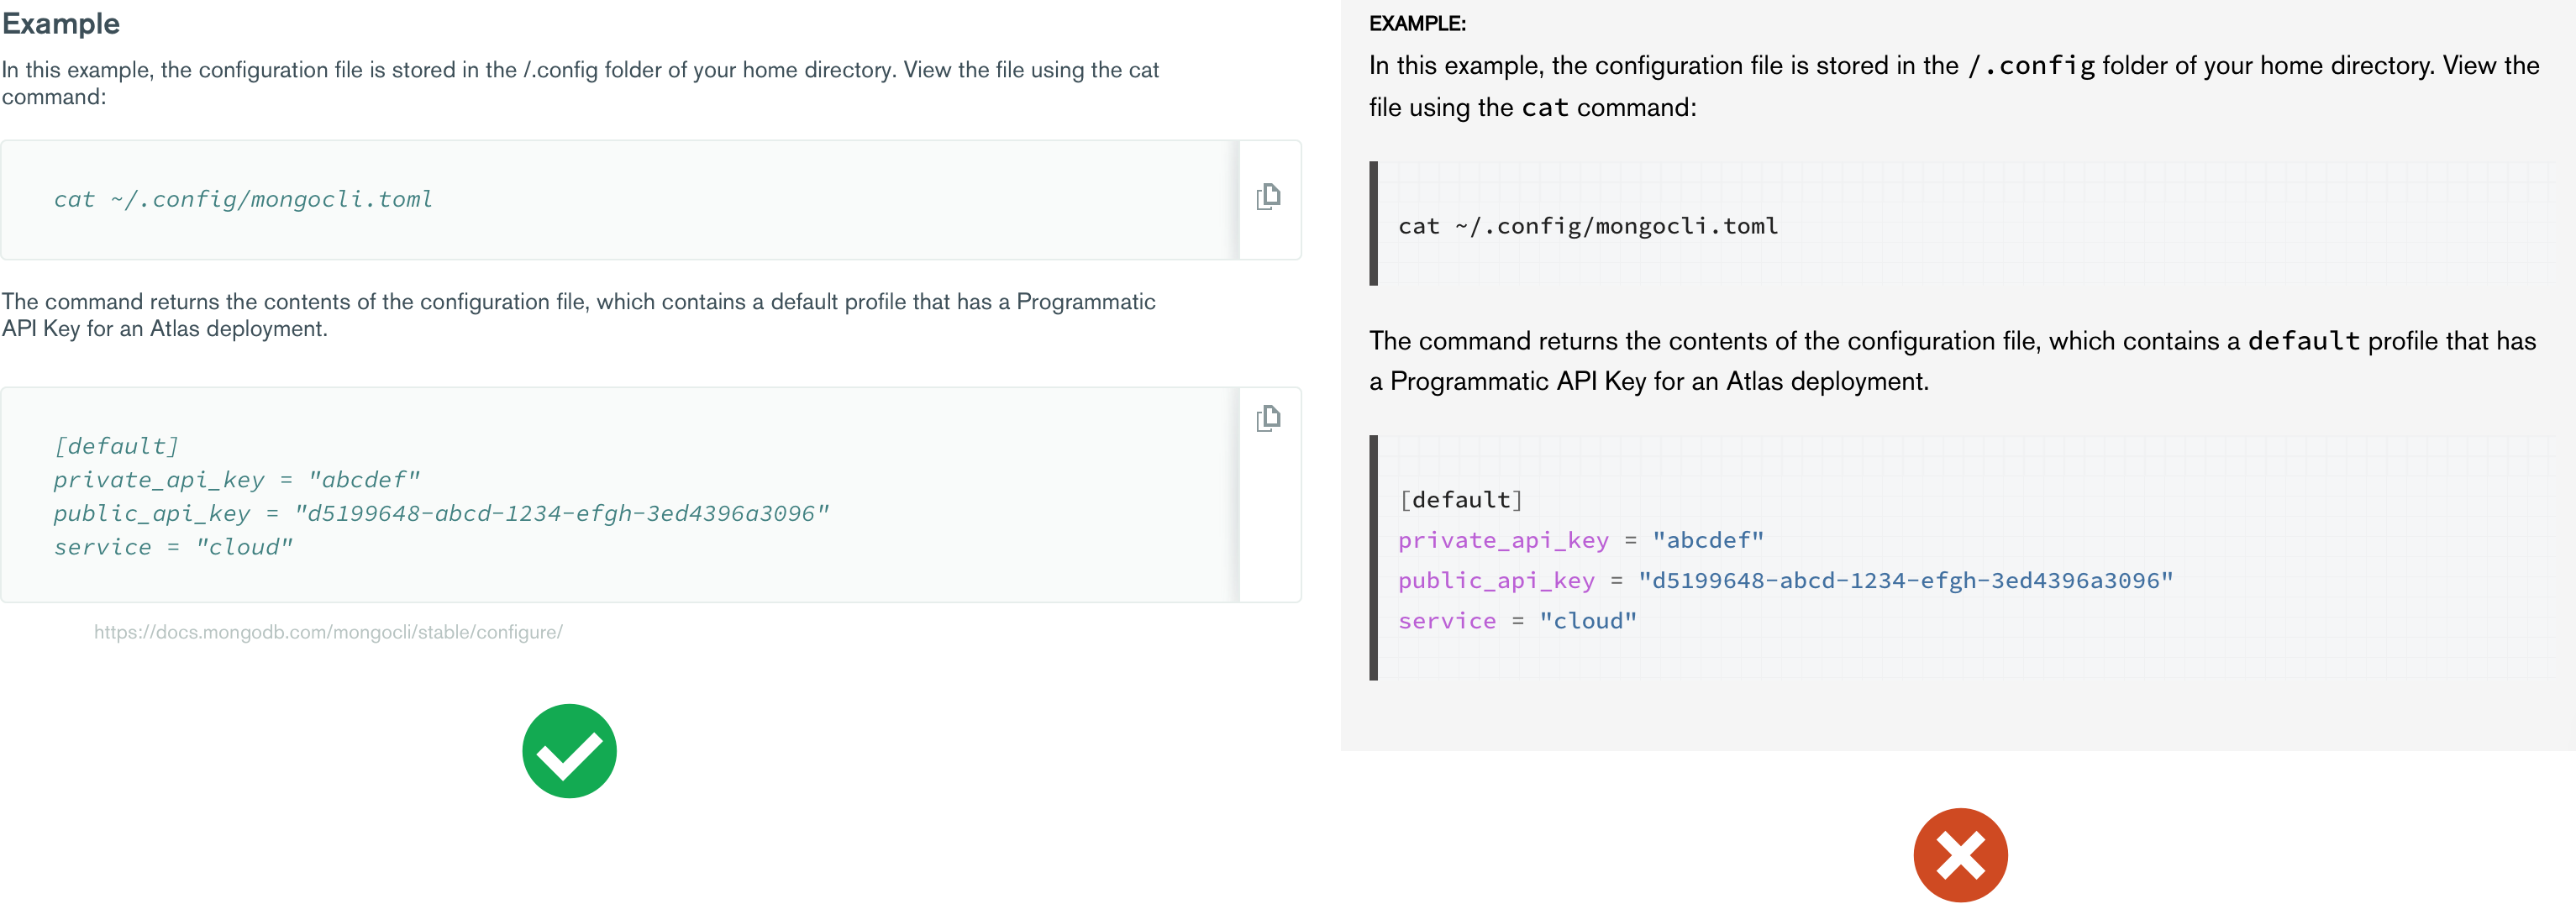 Example
In this example, the configuration file is stored in the /.config folder of your home directory. View the file using the cat
command:
cat ~/.config/mongocli.toml
The command returns the contents of the configuration file, which contains a default profile that has a Programmatic
API Key for an Atlas deployment.
[default]
private_api_key = "abcdef"
public_api_key = "d5199648-abcd-1234-efgh-3ed4396a3096"
service = "cloud"
https://docs.mongodb.com/mongocli/stable/configure/
EXAMPLE:
In this example, the configuration file is stored in the /.config folder of your home directory. View the
file using the cat command:
cat ~/.config/mongocli.toml
The command returns the contents of the configuration file, which contains a default profile that has
a Programmatic API Key for an Atlas deployment.
[default]
private_api_key = "abcdef"
public_api_key = "d5199648-abcd-1234-efgh-3ed4396a3096"
service = "cloud"